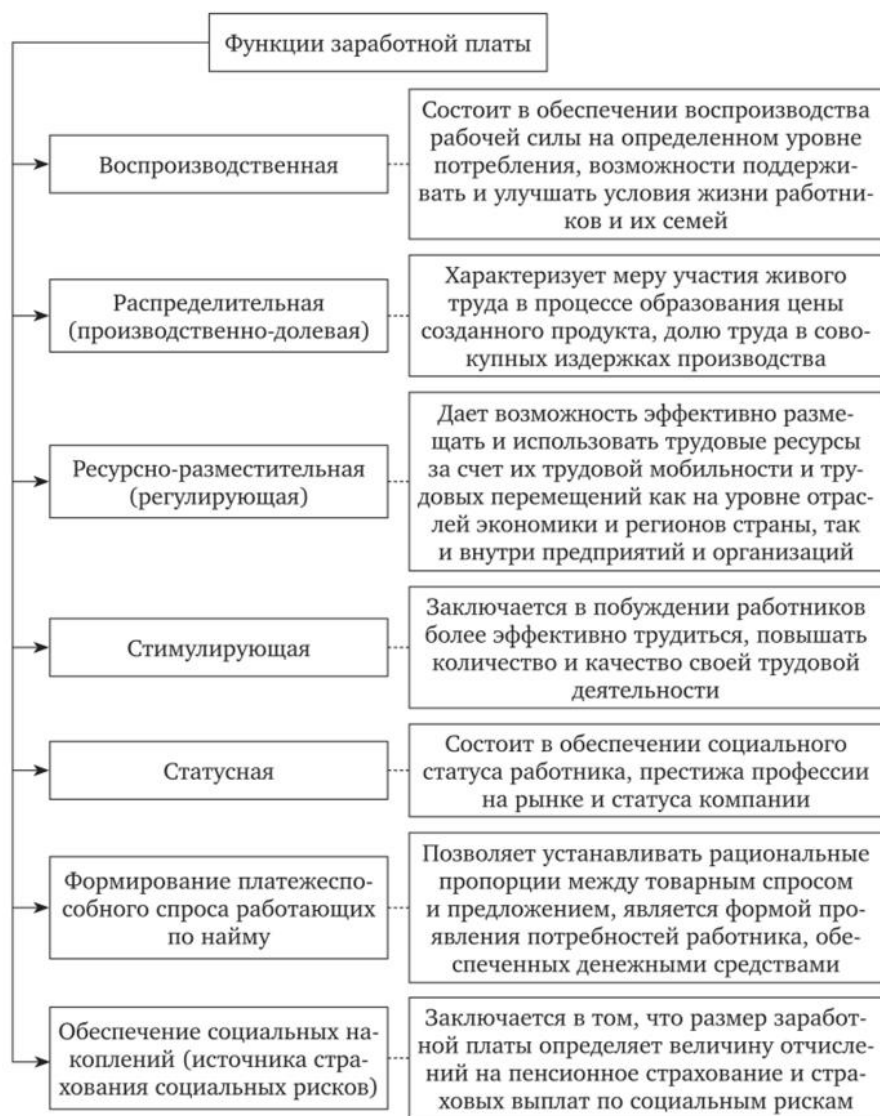 Функции заработной платы
Воспроизводственная
Состоит в обеспечении воспроизводства
рабочей силы на определенном уровне
потребления, возможности поддержи-
вать и улучшать условия жизни работни-
ков и их семей
Распределительная
(производственно-долевая)
Характеризует меру участия живого
труда в процессе образования цены
созданного продукта, долю труда в сово-
купных издержках производства
Ресурсно-разместительная
(регулирующая)
Дает возможность эффективно разме-
щать и использовать трудовые ресурсы
за счет их трудовой мобильности и тру-
довых перемещений как на уровне отрас-
лей экономики и регионов страны, так
и внутри предприятий и организаций
Стимулирующая
Заключается в побуждении работников
более эффективно трудиться, повышать
количество и качество своей трудовой
деятельности
Статусная
Состоит в обеспечении социального
статуса работника, престижа профессии
на рынке и статуса компании
Формирование платежеспо-
собного спроса работающих
по найму
Позволяет устанавливать рациональные
пропорции между товарным спросом
и предложением, является формой про-
явления потребностей работника, обе-
спеченных денежными средствами
Обеспечение социальных на-
коплений (источника стра-
хования социальных рисков)
Заключается в том, что размер заработ-
ной платы определяет величину отчисле-
ний на пенсионное страхование и стра-
ховых выплат по социальным рискам